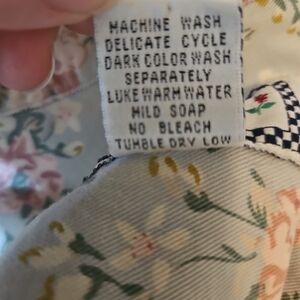 MACHINE WASH
DELICATE CYCLE
DARK COLOR WASH
SEPARATELY
LUKEWARM WATER
MILD SOAP
NO BLEACH
TUMBLE DRY LOW